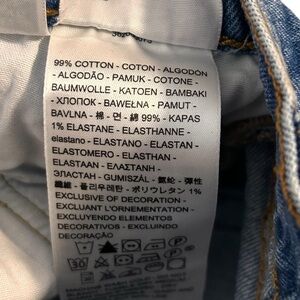 99% COTTON - COTON - ALGODON
- ALGODÃO - PAMUK - COTONE -
BAUMWOLLE - KATOEN - BAMBAKI
- ХЛОПОК - BAWEŁNA - PAMUT -
BAVLNA - 棉 - 면 - 綿 99% - KAPAS
1% ELASTANE - ELASTHANNE -
elastano - ELASTANO - ELASTAN -
ELASTOMERO - ELASTHAN -
ELASTAAN - ΕΛΑΣΤΑΝΗ -
ЭЛАСТАН - GUMISZÁL - 氨纶 - 彈性
繊維 - 폴리우레탄 - ポリウレタン 1%
EXCLUSIVE OF DECORATION -
EXCLUANT L'ORNEMENTATION -
EXCLUYENDO ELEMENTOS
DECORATIVOS - EXCLUINDO
DECORAÇÃO
30